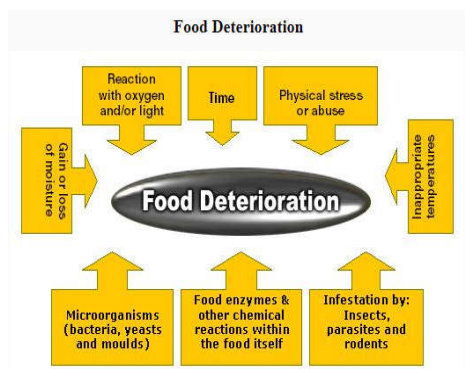 Food Deterioration
Reaction
with oxygen
and/or light
Time
Physical stress
or abuse
Gain or loss
of moisture
Food Deterioration
Inappropriate
temperatures
Microorganisms
(bacteria, yeasts
and moulds)
Food enzymes &
other chemical
reactions within
the food itself
Infestation by:
Insects,
parasites and
rodents